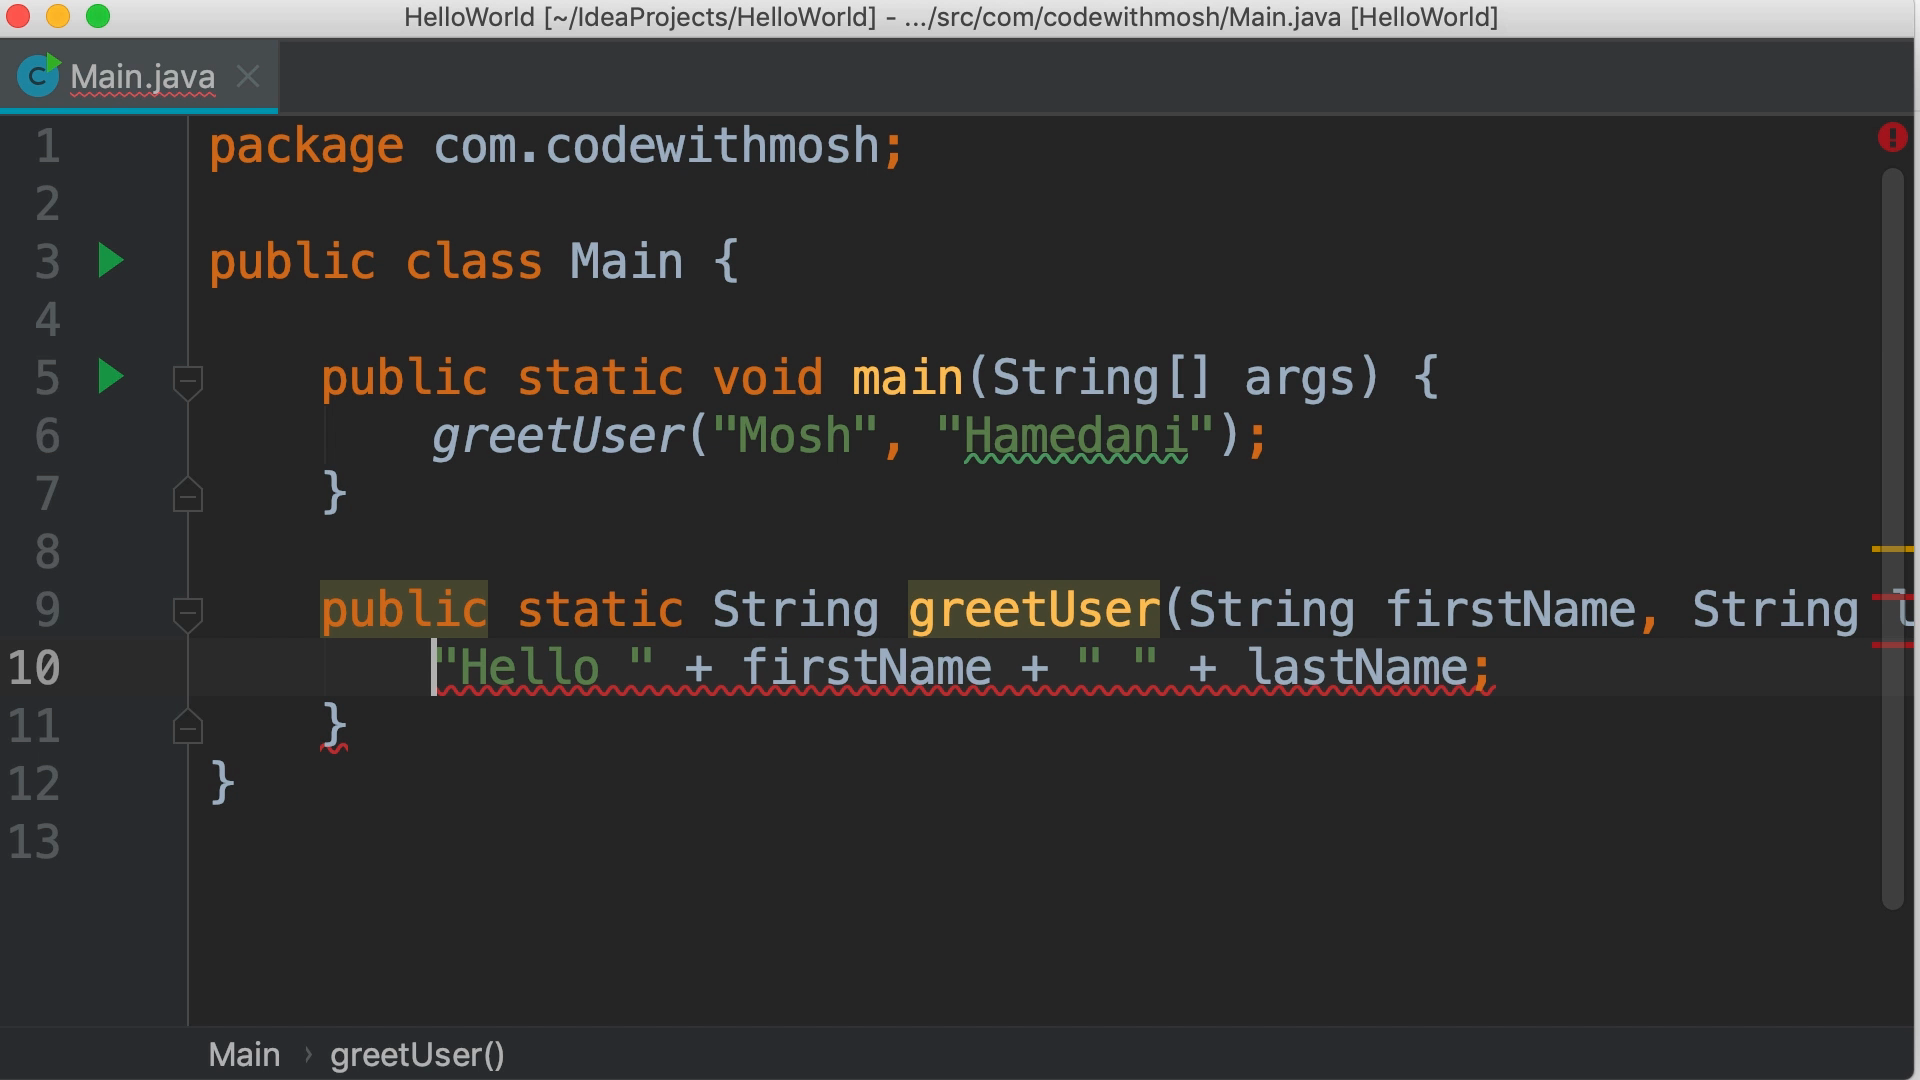 HelloWorld [~/IdeaProjects/HelloWorld] - .../src/com/codewithmosh/Main.java [HelloWorld]
C Main.java
1 package com.codewithmosh;
2
3 public class Main {
4
5 public static void main(String[] args) {
6 greetUser("Mosh", "Hamedani");
7 }
8
9 public static String greetUser(String firstName, String l
10 "Hello " + firstName + " " + lastName;
11 }
12 }
13
Main › greetUser()